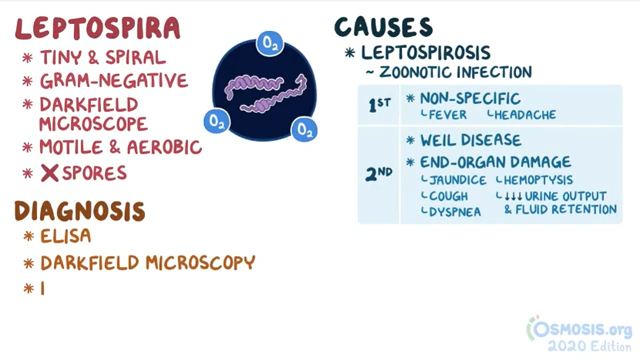 LEPTOSPIRA
* TINY & SPIRAL
* GRAM-NEGATIVE
* DARKFIELD
MICROSCOPE
* MOTILE & AEROBIC
* ✗ SPORES
O₂
O₂
O₂
DIAGNOSIS
* ELISA
* DARKFIELD MICROSCOPY
* I
CAUSES
* LEPTOSPIROSIS
~ ZOONOTIC INFECTION
1ST
* NON-SPECIFIC
└ FEVER └ HEADACHE
2ND
* WEIL DISEASE
* END-ORGAN DAMAGE
└ JAUNDICE └ HEMOPTYSIS
└ COUGH └ ↓↓↓ URINE OUTPUT
└ DYSPNEA & FLUID RETENTION
OSMOSIS.org
2020 Edition